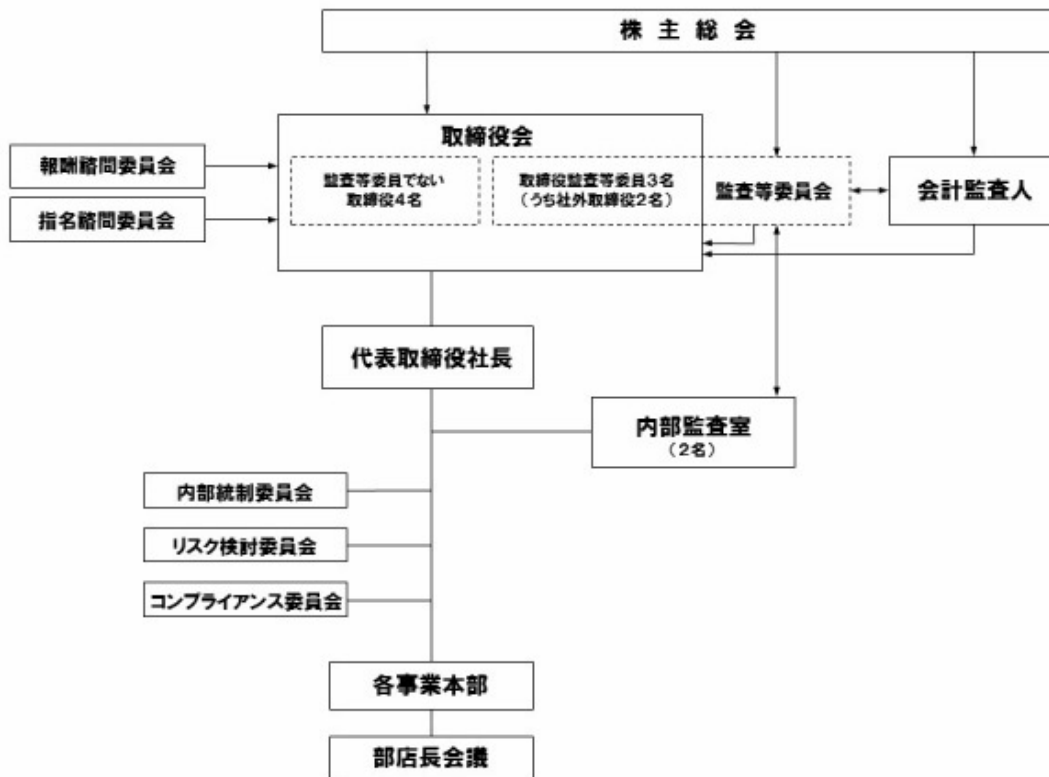 株主総会
取締役会
報酬諮問委員会
指名諮問委員会
監査等委員でない
取締役4名
取締役監査等委員3名
(うち社外取締役2名)
監査等委員会
会計監査人
代表取締役社長
内部監査室
(2名)
内部統制委員会
リスク検討委員会
コンプライアンス委員会
各事業本部
部店長会議